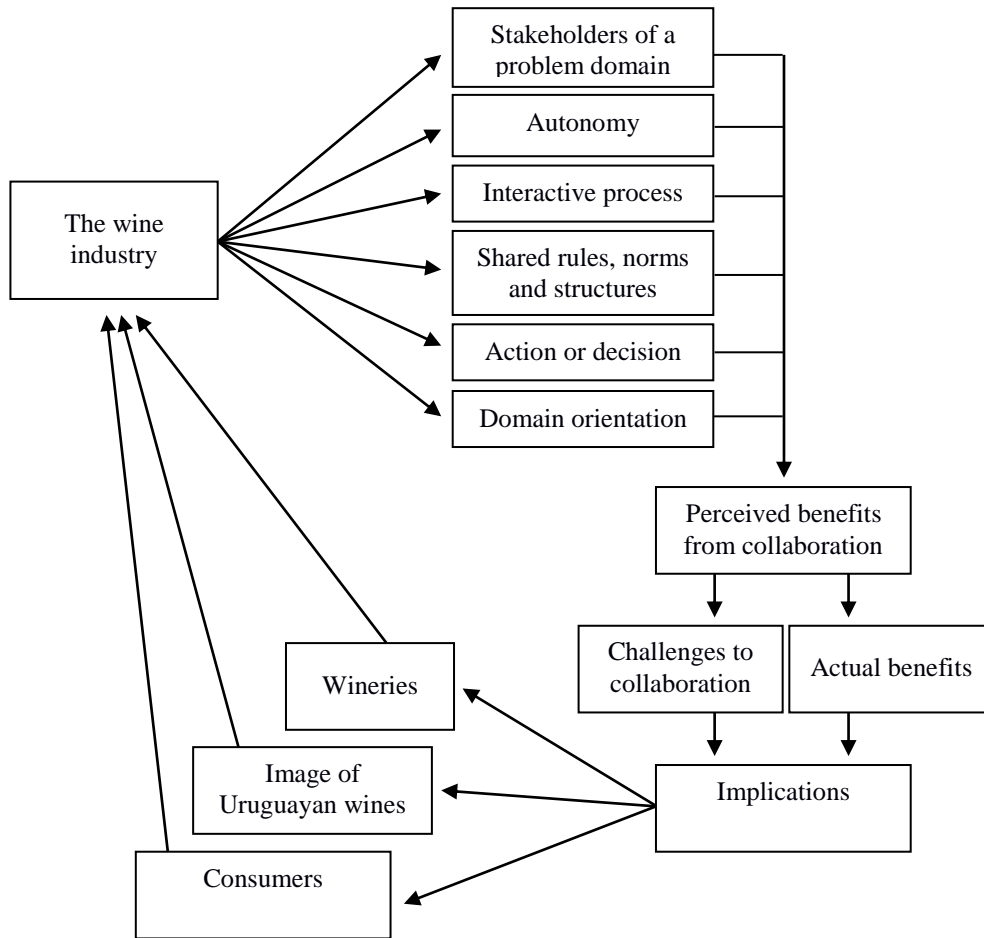 Stakeholders of a
problem domain
Autonomy
Interactive process
The wine
industry
Shared rules, norms
and structures
Action or decision
Domain orientation
Perceived benefits
from collaboration
Challenges to
collaboration
Actual benefits
Wineries
Image of
Uruguayan wines
Implications
Consumers